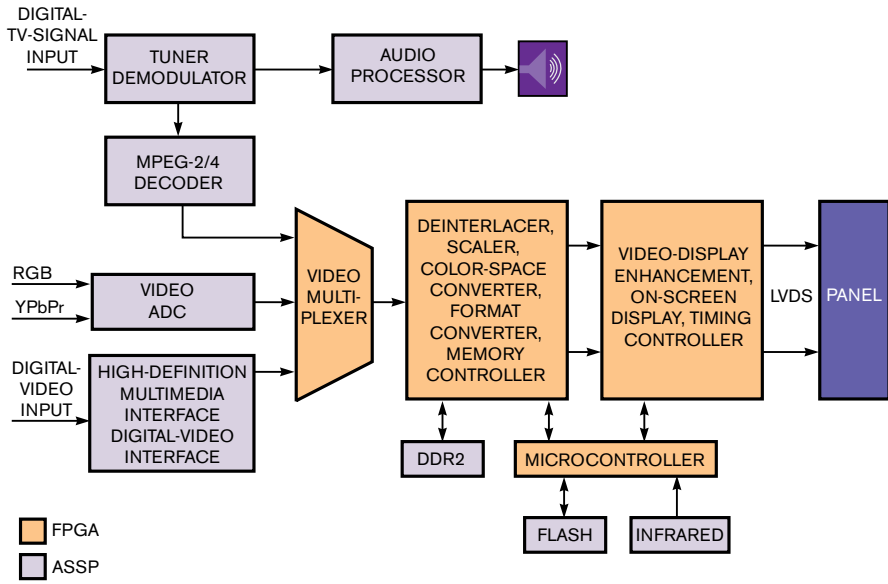 DIGITAL-
TV-SIGNAL
INPUT
TUNER
DEMODULATOR
AUDIO
PROCESSOR
MPEG-2/4
DECODER
RGB
YPbPr
VIDEO
ADC
DIGITAL-
VIDEO
INPUT
HIGH-DEFINITION
MULTIMEDIA
INTERFACE
DIGITAL-VIDEO
INTERFACE
VIDEO
MULTI-
PLEXER
DEINTERLACER,
SCALER,
COLOR-SPACE
CONVERTER,
FORMAT
CONVERTER,
MEMORY
CONTROLLER
VIDEO-DISPLAY
ENHANCEMENT,
ON-SCREEN
DISPLAY, TIMING
CONTROLLER
LVDS
PANEL
DDR2
MICROCONTROLLER
FLASH
INFRARED
FPGA
ASSP